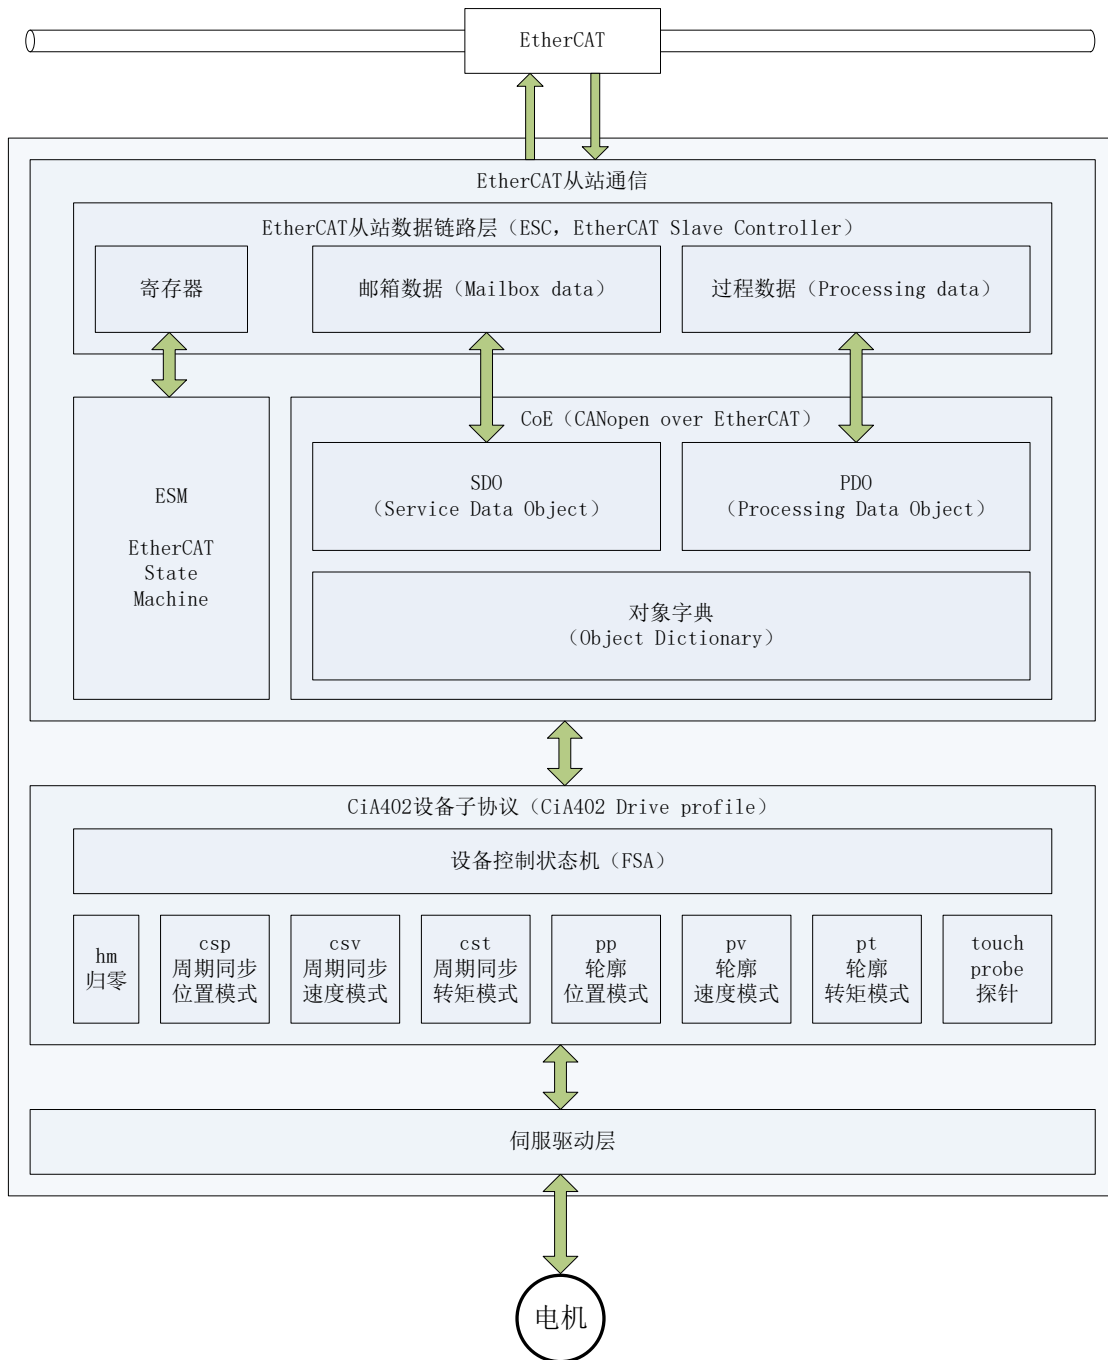 EtherCAT
EtherCAT从站通信
EtherCAT从站数据链路层（ESC，EtherCAT Slave Controller）
寄存器
邮箱数据（Mailbox data）
过程数据（Processing data）
ESM
EtherCAT
State
Machine
CoE（CANopen over EtherCAT）
SDO
（Service Data Object）
PDO
（Processing Data Object）
对象字典
（Object Dictionary）
CiA402设备子协议（CiA402 Drive profile）
设备控制状态机（FSA）
hm
归零
csp
周期同步
位置模式
csv
周期同步
速度模式
cst
周期同步
转矩模式
pp
轮廓
位置模式
pv
轮廓
速度模式
pt
轮廓
转矩模式
touch
probe
探针
伺服驱动层
电机